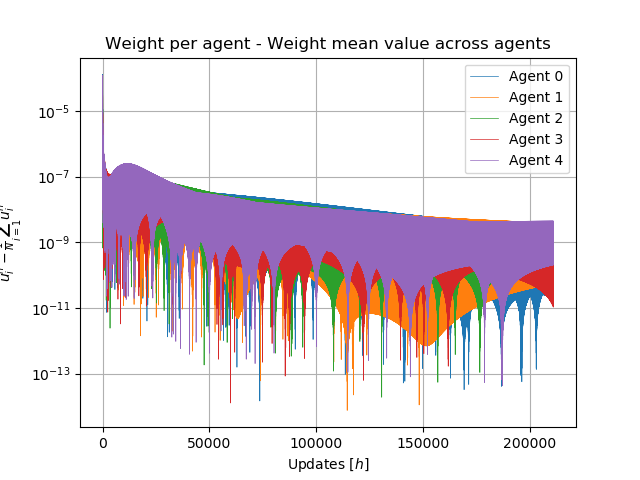 Weight per agent - Weight mean value across agents
Agent 0
Agent 1
Agent 2
Agent 3
Agent 4
10⁻⁵
10⁻⁷
10⁻⁹
10⁻¹¹
10⁻¹³
0
50000
100000
150000
200000
Updates [h]